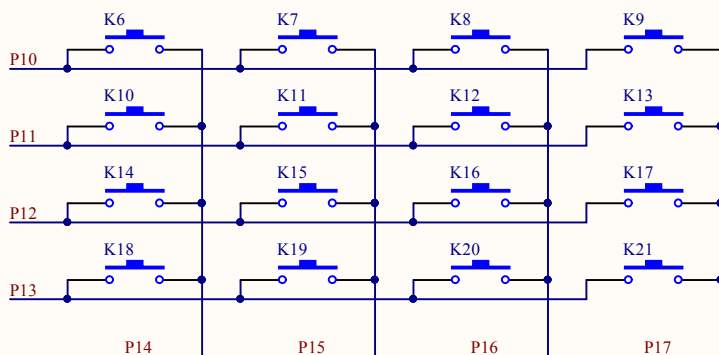 K6 K7 K8 K9
P10
K10 K11 K12 K13
P11
K14 K15 K16 K17
P12
K18 K19 K20 K21
P13
P14 P15 P16 P17